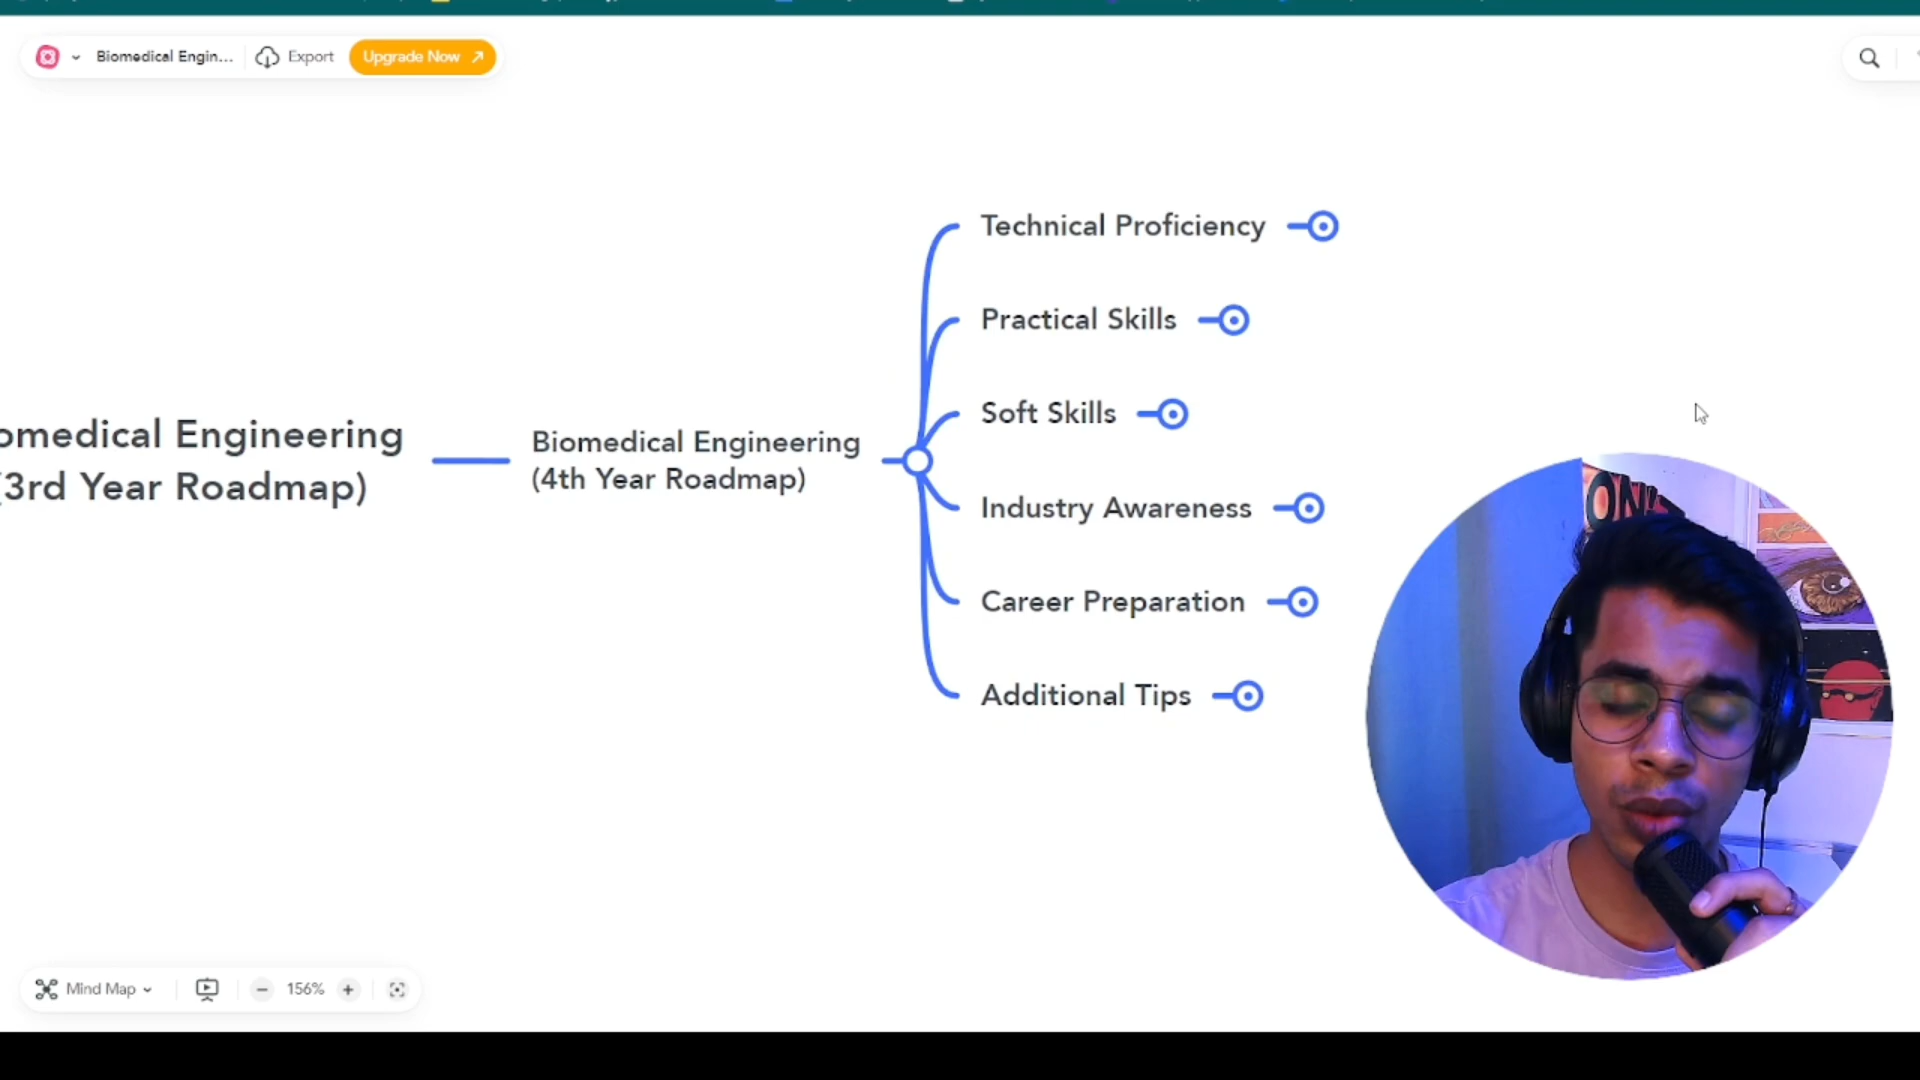 Biomedical Engin...
Export
Upgrade Now
Technical Proficiency
Practical Skills
Soft Skills
omedical Engineering
(3rd Year Roadmap)
Biomedical Engineering
(4th Year Roadmap)
Industry Awareness
Career Preparation
Additional Tips
Mind Map
156%